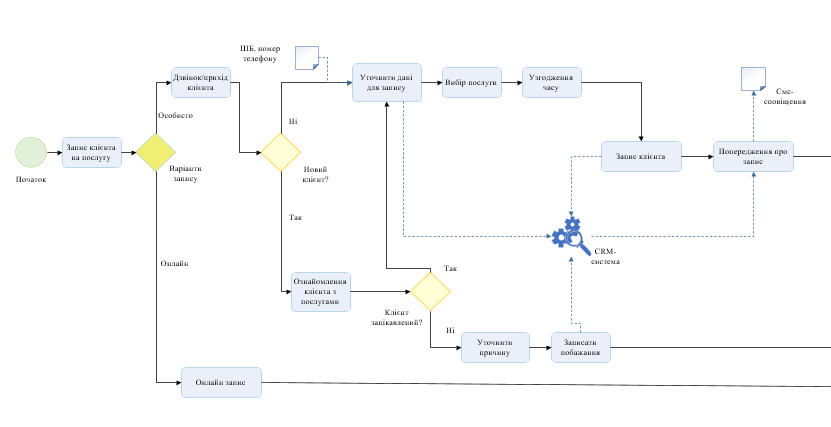 ПІБ, номер
телефону
Дзвінок/прихід
клієнта
Уточнити дані
для запису
Вибір послуги
Узгодження
часу
Смс-
сповіщення
Особисто
Ні
Запис клієнта
на послугу
Початок
Варіанти
запису
Новий
клієнт?
Запис клієнта
Попередження про
запис
Так
Онлайн
CRM-
система
Так
Ознайомлення
клієнта з
послугами
Клієнт
зацікавлений?
Ні
Уточнити
причину
Записати
побажання
Онлайн запис